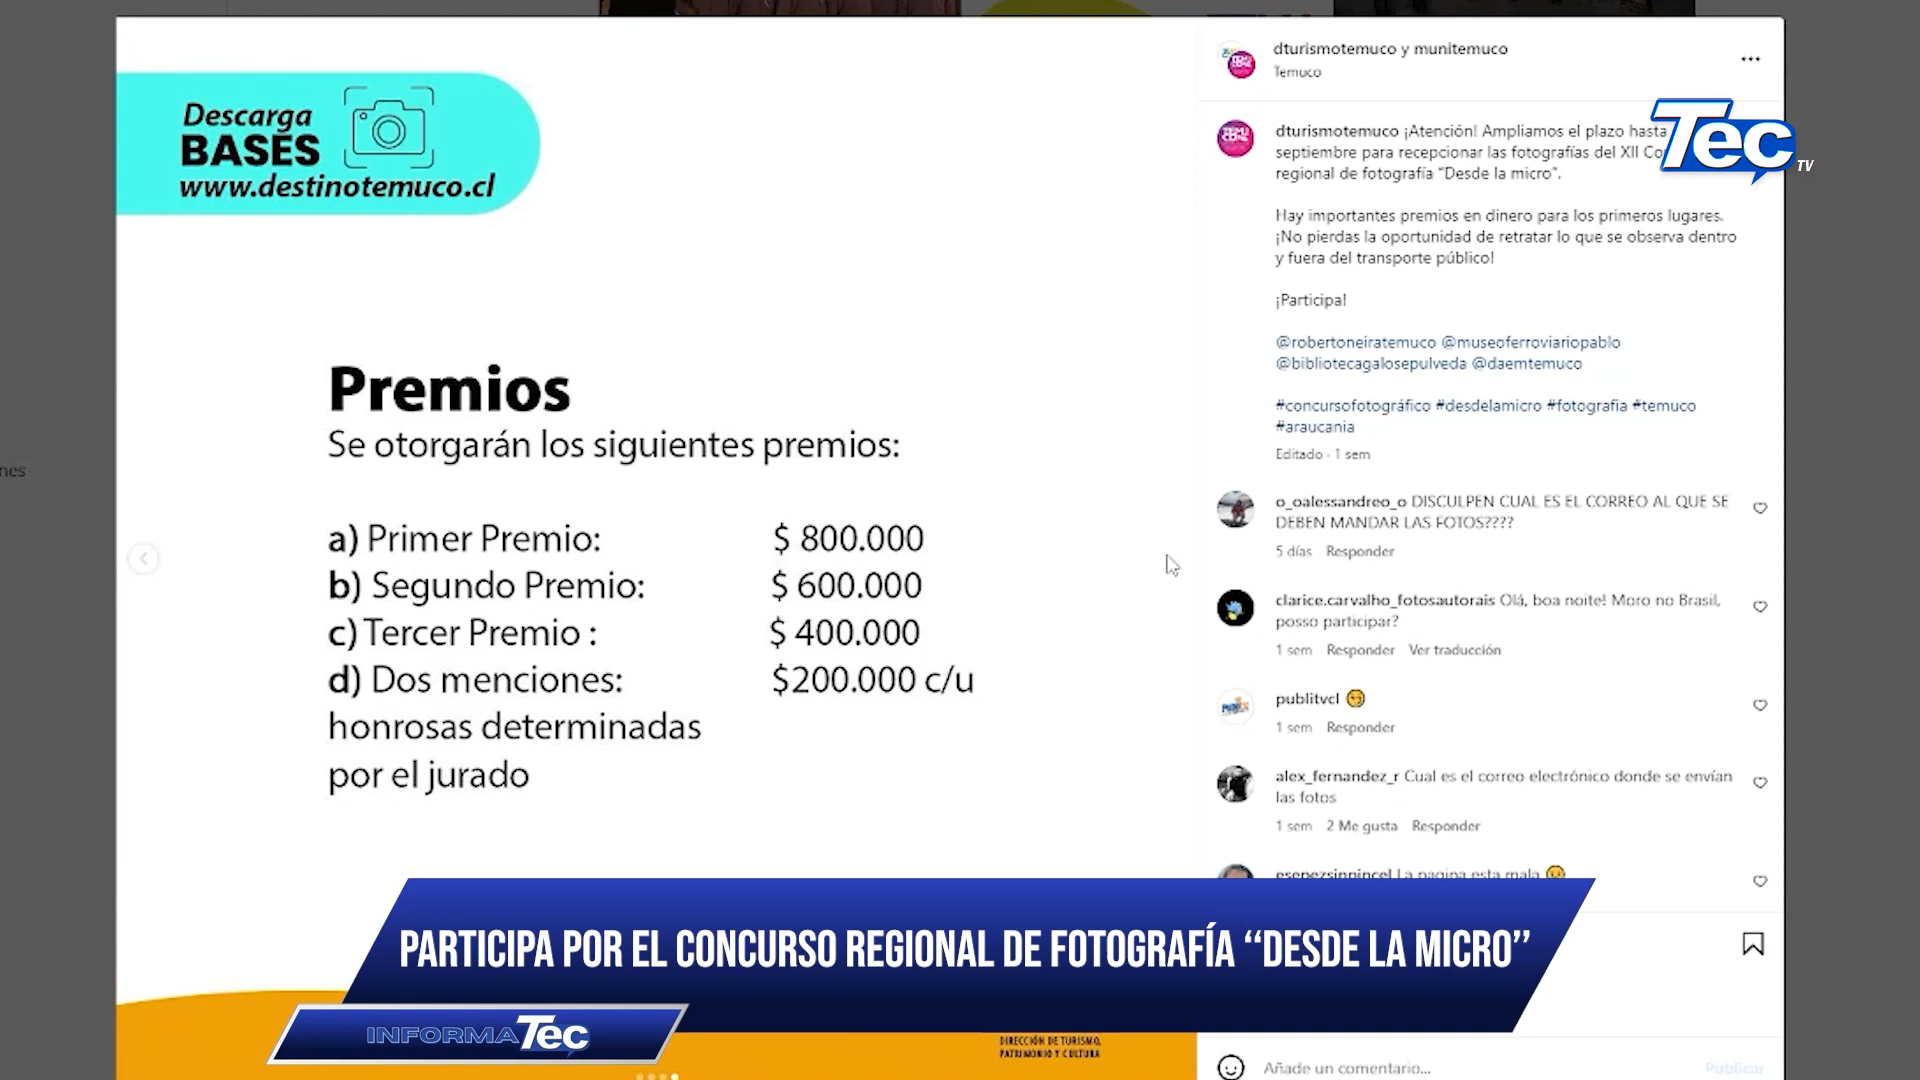 Descarga
BASES
www.destinotemuco.cl
Premios
Se otorgarán los siguientes premios:
a) Primer Premio: $ 800.000
b) Segundo Premio: $ 600.000
c) Tercer Premio : $ 400.000
d) Dos menciones: $200.000 c/u
honrosas determinadas
por el jurado
nes
dturismotemuco y munitemuco
Temuco
dturismotemuco ¡Atención! Ampliamos el plazo hasta
septiembre para recepcionar las fotografías del XII Co
regional de fotografía “Desde la micro”.
Hay importantes premios en dinero para los primeros lugares.
¡No pierdas la oportunidad de retratar lo que se observa dentro
y fuera del transporte público!
¡Participa!
@robertoneiratemuco @museoferroviariopablo
@bibliotecagalosepulveda @daemtemuco
#concursofotográfico #desdelamicro #fotografia #temuco
#araucania
Editado · 1 sem
o_oalessandreo_o DISCULPEN CUAL ES EL CORREO AL QUE SE
DEBEN MANDAR LAS FOTOS????
5 días Responder
clarice.carvalho_fotosautorais Olá, boa noite! Moro no Brasil,
posso participar?
1 sem Responder Ver traducción
publitvcl 😏
1 sem Responder
alex_fernandez_r Cual es el correo electrónico donde se envían
las fotos
1 sem 2 Me gusta Responder
esepezsinpincel La pagina esta mala
Añade un comentario...
Publicar
Tec TV
PARTICIPA POR EL CONCURSO REGIONAL DE FOTOGRAFÍA “DESDE LA MICRO”
INFORMATec
DIRECCIÓN DE TURISMO,
PATRIMONIO Y CULTURA